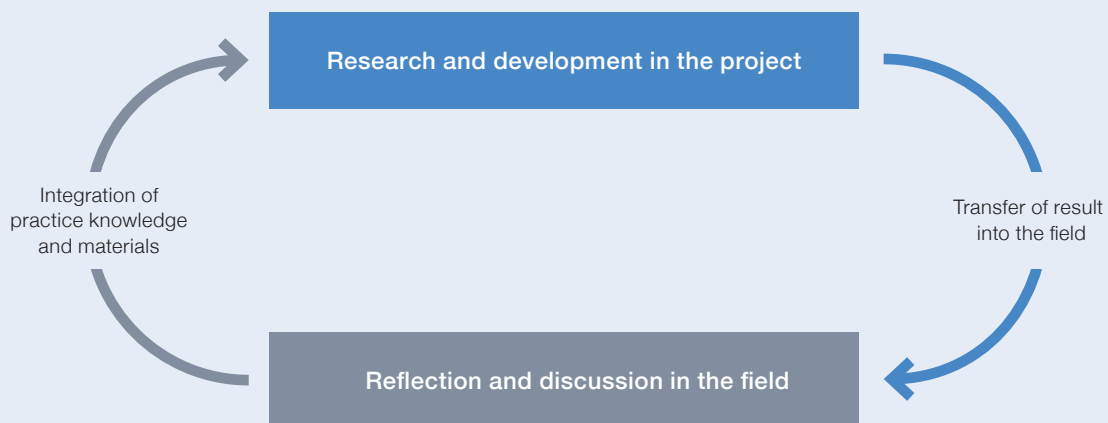 Research and development in the project
Integration of
practice knowledge
and materials
Transfer of result
into the field
Reflection and discussion in the field